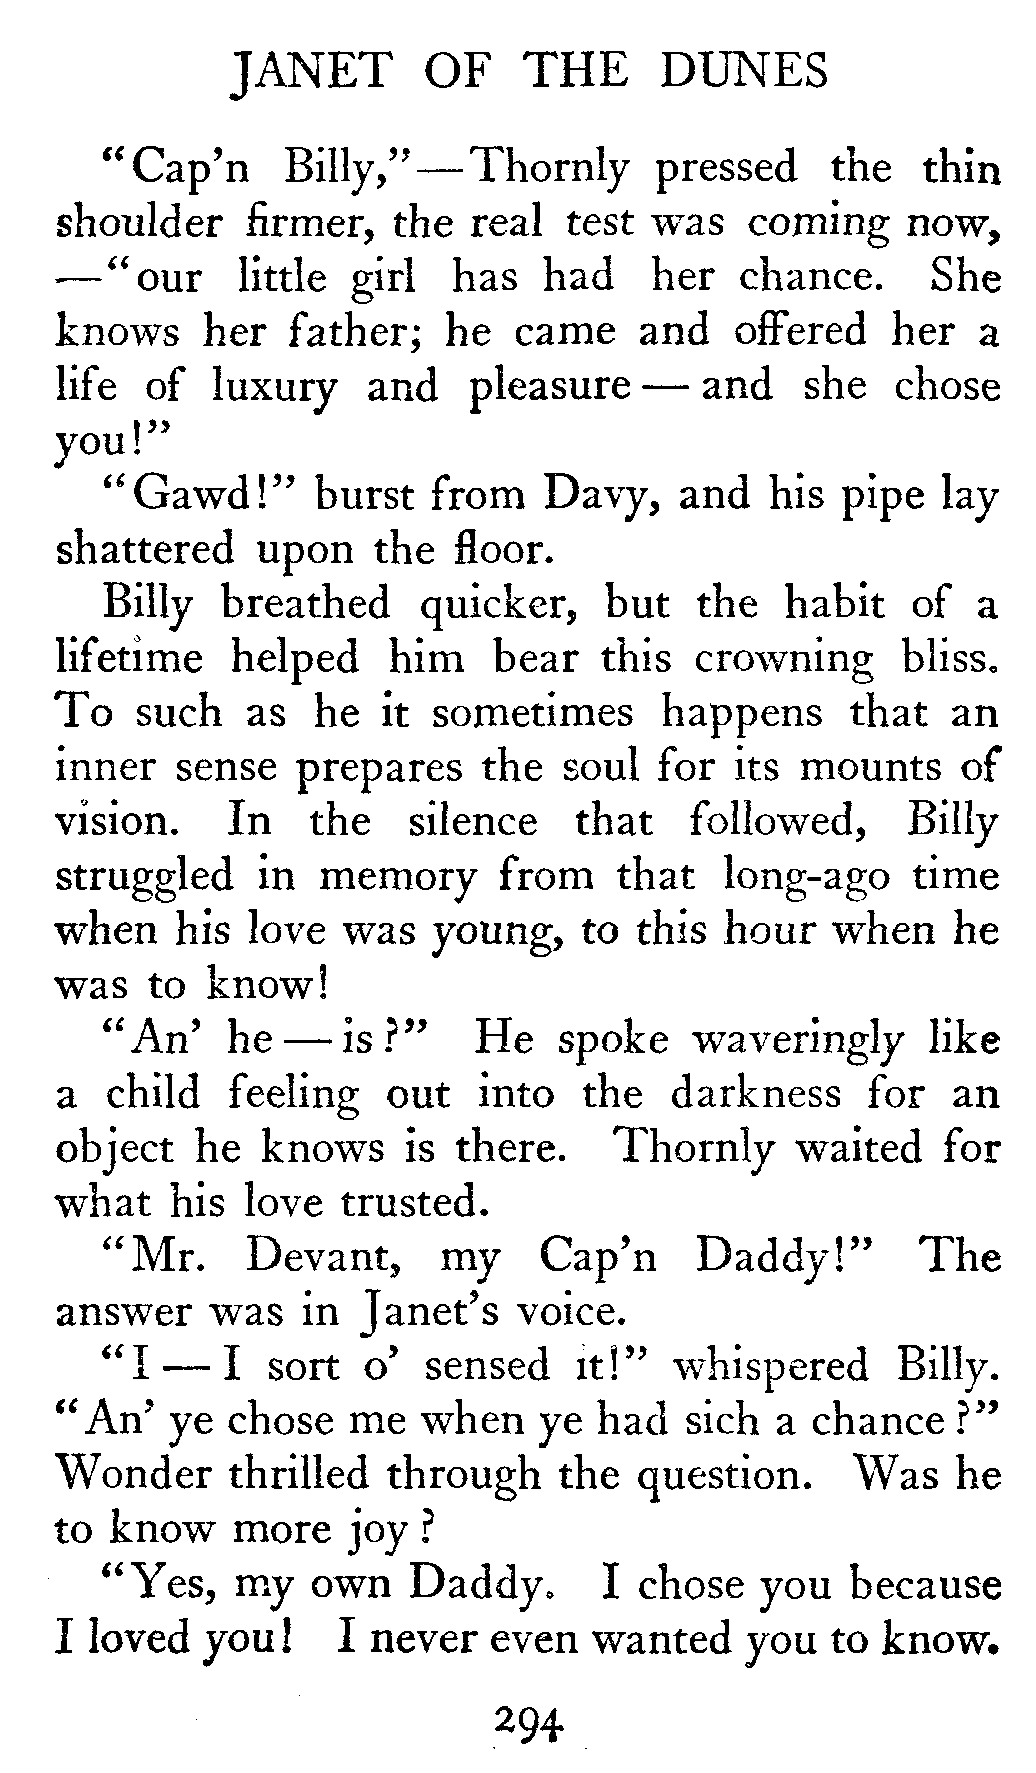 JANET OF THE DUNES
"Cap'n Billy,"—Thornly pressed the thin
shoulder firmer, the real test was coming now,
—"our little girl has had her chance. She
knows her father; he came and offered her a
life of luxury and pleasure — and she chose
you!"
"Gawd!" burst from Davy, and his pipe lay
shattered upon the floor.
Billy breathed quicker, but the habit of a
lifetime helped him bear this crowning bliss.
To such as he it sometimes happens that an
inner sense prepares the soul for its mounts of
vision. In the silence that followed, Billy
struggled in memory from that long-ago time
when his love was young, to this hour when he
was to know!
"An' he — is?" He spoke waveringly like
a child feeling out into the darkness for an
object he knows is there. Thornly waited for
what his love trusted.
"Mr. Devant, my Cap'n Daddy!" The
answer was in Janet's voice.
"I — I sort o' sensed it!" whispered Billy.
"An' ye chose me when ye had sich a chance?"
Wonder thrilled through the question. Was he
to know more joy?
"Yes, my own Daddy. I chose you because
I loved you! I never even wanted you to know.
294